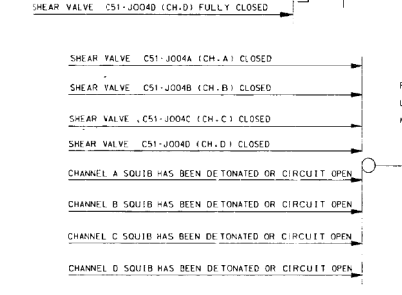 SHEAR VALVE C51-J004D (CH.D) FULLY CLOSED
SHEAR VALVE C51-J004A (CH.A) CLOSED
SHEAR VALVE C51-J004B (CH.B) CLOSED
SHEAR VALVE C51-J004C (CH.C) CLOSED
SHEAR VALVE C51-J004D (CH.D) CLOSED
CHANNEL A SQUIB HAS BEEN DETONATED OR CIRCUIT OPEN
CHANNEL B SQUIB HAS BEEN DETONATED OR CIRCUIT OPEN
CHANNEL C SQUIB HAS BEEN DETONATED OR CIRCUIT OPEN
CHANNEL D SQUIB HAS BEEN DETONATED OR CIRCUIT OPEN